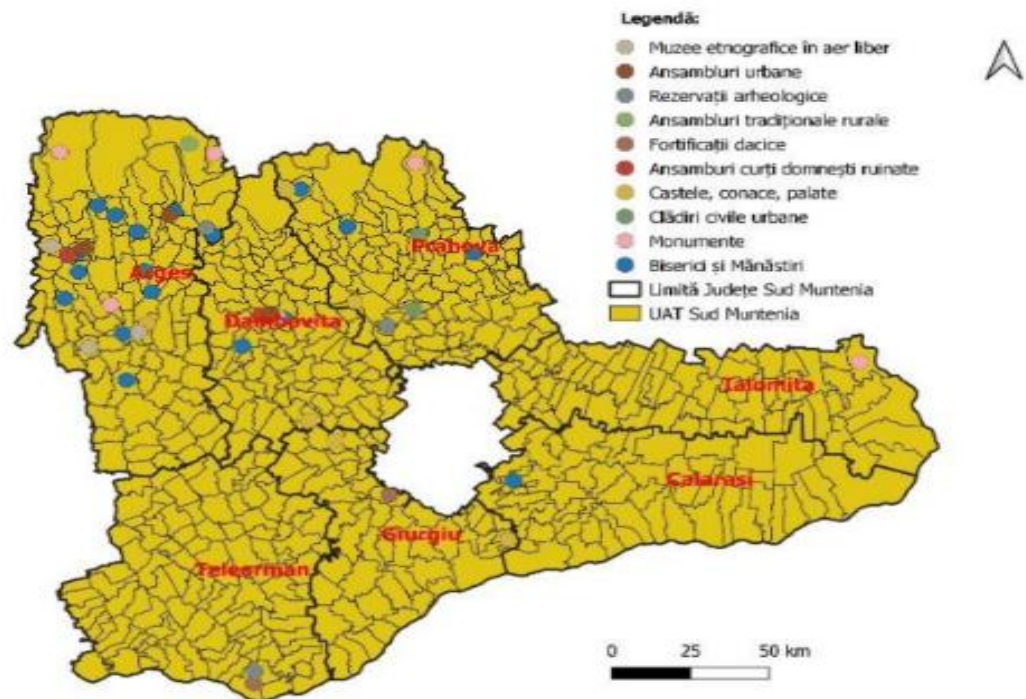 Legendă:
Muzee etnografice în aer liber
Ansambluri urbane
Rezervații arheologice
Ansambluri tradiționale rurale
Fortificații dacice
Ansamburi curți domnești ruinate
Castele, conace, palate
Clădiri civile urbane
Monumente
Biserici și Mănăstiri
Limită Județe Sud Muntenia
UAT Sud Muntenia
Prahova
Argeș
Dambovita
Ialomita
Calarasi
Giurgiu
Teleorman
0 25 50 km